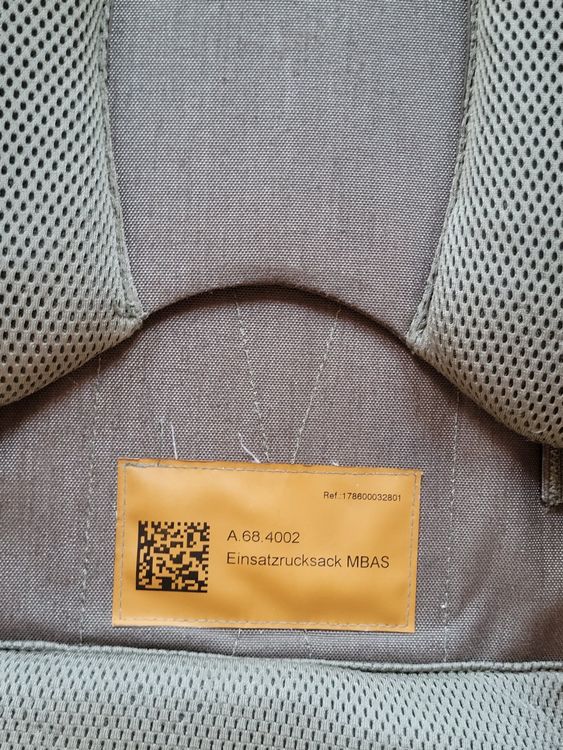 Ref.:178600032801
A.68.4002
Einsatzrucksack MBAS